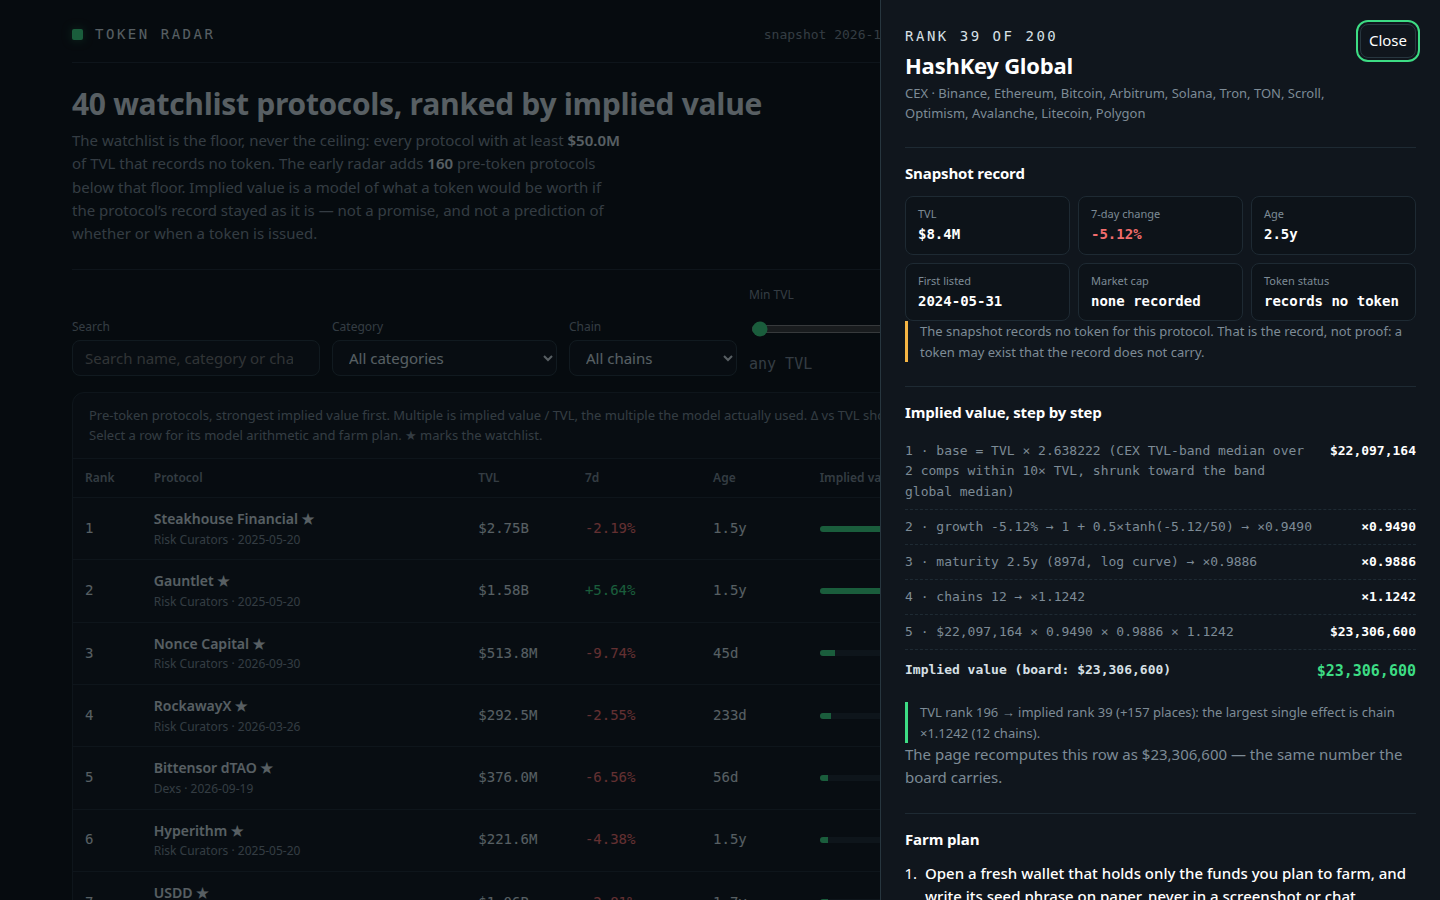 TOKEN RADAR
snapshot 2026-1
40 watchlist protocols, ranked by implied value
The watchlist is the floor, never the ceiling: every protocol with at least $50.0M
of TVL that records no token. The early radar adds 160 pre-token protocols
below that floor. Implied value is a model of what a token would be worth if
the protocol's record stayed as it is — not a promise, and not a prediction of
whether or when a token is issued.
Min TVL
Search Category Chain
Search name, category or cha All categories All chains any TVL
Pre-token protocols, strongest implied value first. Multiple is implied value / TVL, the multiple the model actually used. Δ vs TVL sho
Select a row for its model arithmetic and farm plan. ★ marks the watchlist.
Rank Protocol TVL 7d Age Implied va
1 Steakhouse Financial ★ $2.75B -2.19% 1.5y
Risk Curators · 2025-05-20
2 Gauntlet ★ $1.58B +5.64% 1.5y
Risk Curators · 2025-05-20
3 Nonce Capital ★ $513.8M -9.74% 45d
Risk Curators · 2026-09-30
4 RockawayX ★ $292.5M -2.55% 233d
Risk Curators · 2026-03-26
5 Bittensor dTAO ★ $376.0M -6.56% 56d
Dexs · 2026-09-19
6 Hyperithm ★ $221.6M -4.38% 1.5y
Risk Curators · 2025-05-20
USDD ★
RANK 39 OF 200
Close
HashKey Global
CEX · Binance, Ethereum, Bitcoin, Arbitrum, Solana, Tron, TON, Scroll,
Optimism, Avalanche, Litecoin, Polygon
Snapshot record
TVL 7-day change Age
$8.4M -5.12% 2.5y
First listed Market cap Token status
2024-05-31 none recorded records no token
The snapshot records no token for this protocol. That is the record, not proof: a
token may exist that the record does not carry.
Implied value, step by step
1 · base = TVL × 2.638222 (CEX TVL-band median over $22,097,164
2 comps within 10× TVL, shrunk toward the band
global median)
2 · growth -5.12% → 1 + 0.5×tanh(-5.12/50) → ×0.9490 ×0.9490
3 · maturity 2.5y (897d, log curve) → ×0.9886 ×0.9886
4 · chains 12 → ×1.1242 ×1.1242
5 · $22,097,164 × 0.9490 × 0.9886 × 1.1242 $23,306,600
Implied value (board: $23,306,600) $23,306,600
TVL rank 196 → implied rank 39 (+157 places): the largest single effect is chain
×1.1242 (12 chains).
The page recomputes this row as $23,306,600 — the same number the
board carries.
Farm plan
1. Open a fresh wallet that holds only the funds you plan to farm, and
write its seed phrase on paper, never in a screenshot or chat.